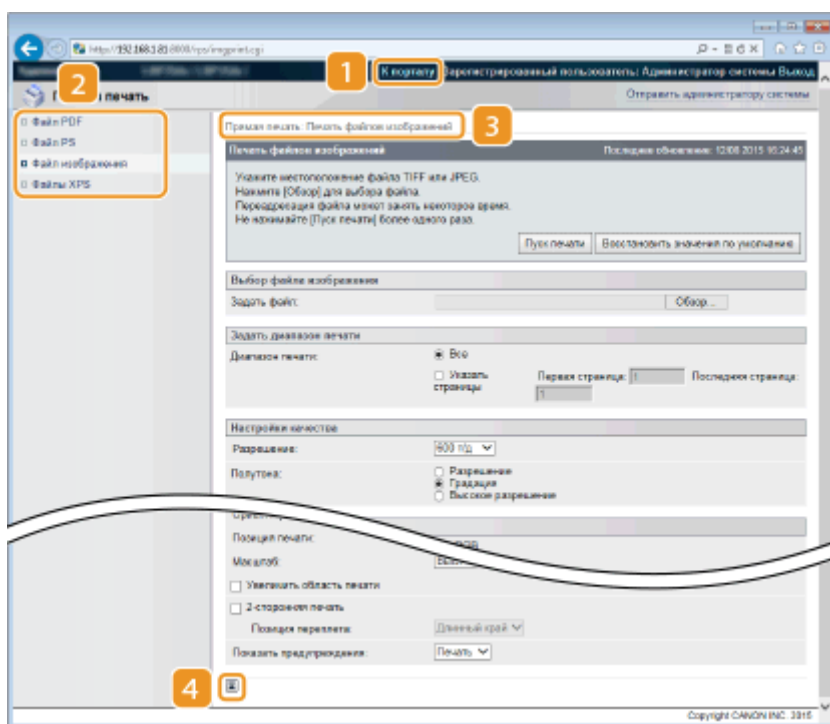 http://192.168.1.81:8000/rps/imgprint.cgi
1
К порталу Зарегистрированный пользователь: Администратор системы Выход
2
печать
Отправить администратору системы
Файл PDF
Файл PS
Файл изображения
Файлы XPS
Прямая печать: Печать файлов изображений
3
Печать файлов изображений
Последнее обновление: 12/08 2015 16:24:45
Укажите местоположение файла TIFF или JPEG.
Нажмите [Обзор] для выбора файла.
Переадресация файла может занять некоторое время.
Не нажимайте [Пуск печати] более одного раза.
Пуск печати
Восстановить значения по умолчанию
Выбор файла изображения
Задать файл:
Обзор...
Задать диапазон печати
Диапазон печати:
Все
Указать страницы
Первая страница: 1
Последняя страница: 1
Настройки качества
Разрешение:
600 т/д
Полутона:
Разрешение
Градация
Высокое разрешение
Позиция печати:
Масштаб:
Увеличить область печати
2-сторонняя печать
Позиция переплета:
Длинный край
Показать предупреждения:
Печать
4
Copyright CANON INC. 2015